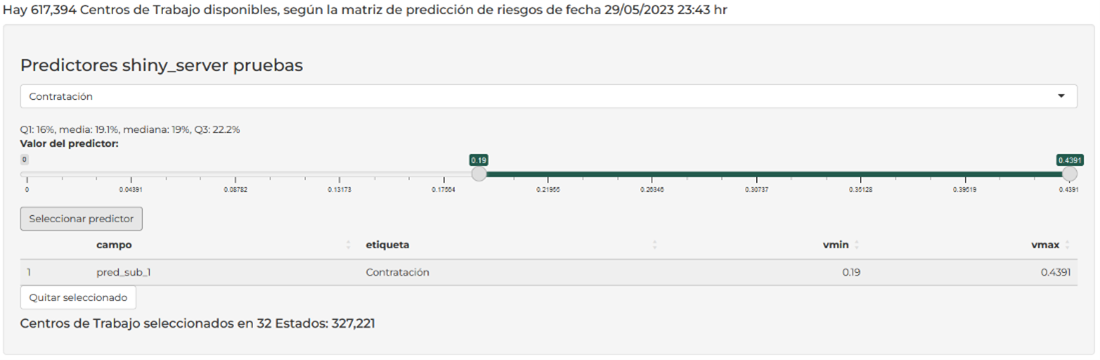 Hay 617,394 Centros de Trabajo disponibles, según la matriz de predicción de riesgos de fecha 29/05/2023 23:43 hr
Predictores shiny_server pruebas
Contratación
Q1: 16%, media: 19.1%, mediana: 19%, Q3: 22.2%
Valor del predictor:
0 0.19 0.4391
0 0.04391 0.08782 0.13173 0.17564 0.21955 0.26346 0.30737 0.35128 0.39519 0.4391
Seleccionar predictor
campo etiqueta vmin vmax
1 pred_sub_1 Contratación 0.19 0.4391
Quitar seleccionado
Centros de Trabajo seleccionados en 32 Estados: 327,221